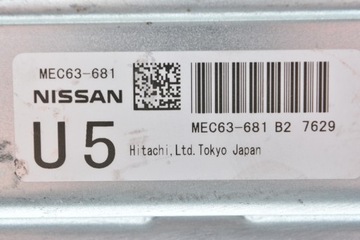 MEC63-681
NISSAN
MEC63-681 B2 7629
U5
Hitachi,Ltd.Tokyo Japan